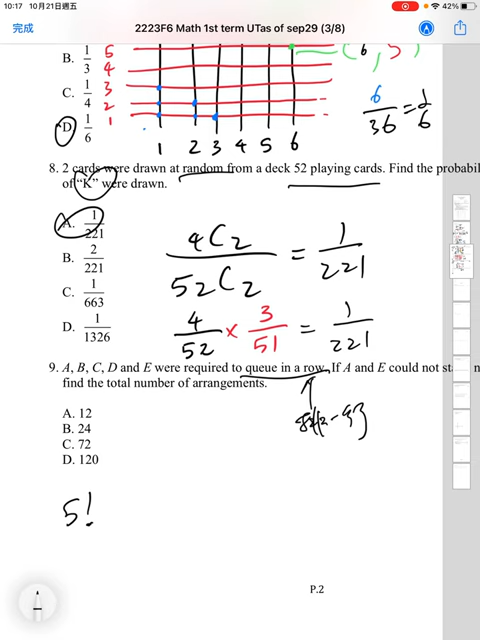 10:17 10月21日週五
42%
完成
2223F6 Math 1st term UTas of sep29 (3/8)
B. 1/3
5
4
(6, 5)
C. 1/4
3
2
D. 1/6
1
1 2 3 4 5 6
6/36 = 1/6
8. 2 cards were drawn at random from a deck 52 playing cards. Find the
of “K” were drawn.
A. 1/221
B. 2/221
C. 1/663
D. 1/1326
4C2/52C2 = 1/221
4/52 × 3/51 = 1/221
9. A, B, C, D and E were required to queue in a row. If A and E could not
find the total number of arrangements.
A. 12
B. 24
C. 72
D. 120
5!
P.2